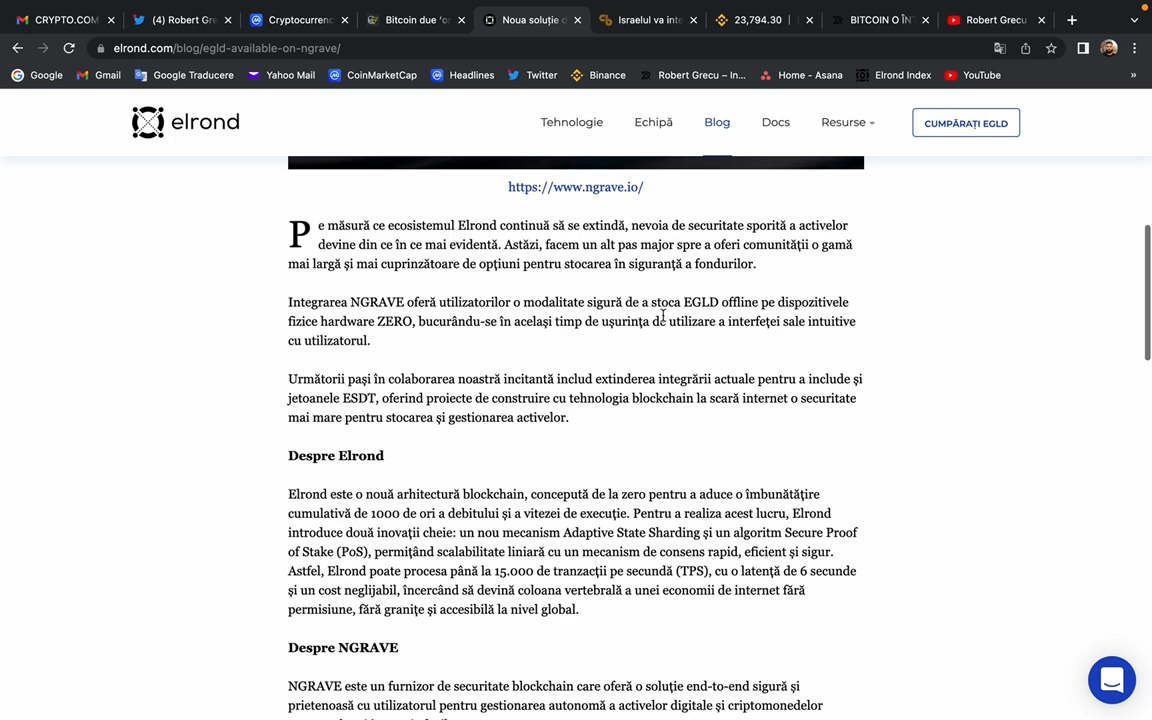 CRYPTO.COM
(4) Robert Gre
Cryptocurrenc
Bitcoin due 'or
Noua soluție d
Israelul va inte
23,794.30 |
BITCOIN O ÎN
Robert Grecu
elrond.com/blog/egld-available-on-ngrave/
Google
Gmail
Google Traducere
Yahoo Mail
CoinMarketCap
Headlines
Twitter
Binance
Robert Grecu – In...
Home - Asana
Elrond Index
YouTube
»
elrond
Tehnologie
Echipă
Blog
Docs
Resurse
CUMPĂRAȚI EGLD
https://www.ngrave.io/
Pe măsură ce ecosistemul Elrond continuă să se extindă, nevoia de securitate sporită a activelor
devine din ce în ce mai evidentă. Astăzi, facem un alt pas major spre a oferi comunității o gamă
mai largă și mai cuprinzătoare de opțiuni pentru stocarea în siguranță a fondurilor.
Integrarea NGRAVE oferă utilizatorilor o modalitate sigură de a stoca EGLD offline pe dispozitivele
fizice hardware ZERO, bucurându-se în același timp de ușurința de utilizare a interfeței sale intuitive
cu utilizatorul.
Următorii pași în colaborarea noastră incitantă includ extinderea integrării actuale pentru a include și
jetoanele ESDT, oferind proiecte de construire cu tehnologia blockchain la scară internet o securitate
mai mare pentru stocarea și gestionarea activelor.
Despre Elrond
Elrond este o nouă arhitectură blockchain, concepută de la zero pentru a aduce o îmbunătățire
cumulativă de 1000 de ori a debitului și a vitezei de execuție. Pentru a realiza acest lucru, Elrond
introduce două inovații cheie: un nou mecanism Adaptive State Sharding și un algoritm Secure Proof
of Stake (PoS), permițând scalabilitate liniară cu un mecanism de consens rapid, eficient și sigur.
Astfel, Elrond poate procesa până la 15.000 de tranzacții pe secundă (TPS), cu o latență de 6 secunde
și un cost neglijabil, încercând să devină coloana vertebrală a unei economii de internet fără
permisiune, fără granițe și accesibilă la nivel global.
Despre NGRAVE
NGRAVE este un furnizor de securitate blockchain care oferă o soluție end-to-end sigură și
prietenoasă cu utilizatorul pentru gestionarea autonomă a activelor digitale și criptomonedelor